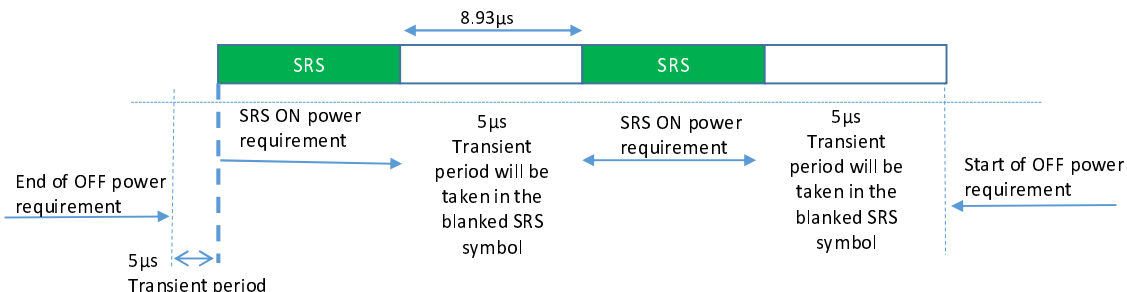 8.93µs
SRS
SRS
SRS ON power
requirement
5µs
Transient
period will be
taken in the
blanked SRS
symbol
SRS ON power
requirement
5µs
Transient
period will be
taken in the
blanked SRS
symbol
End of OFF power
requirement
Start of OFF power
requirement
5µs
Transient period